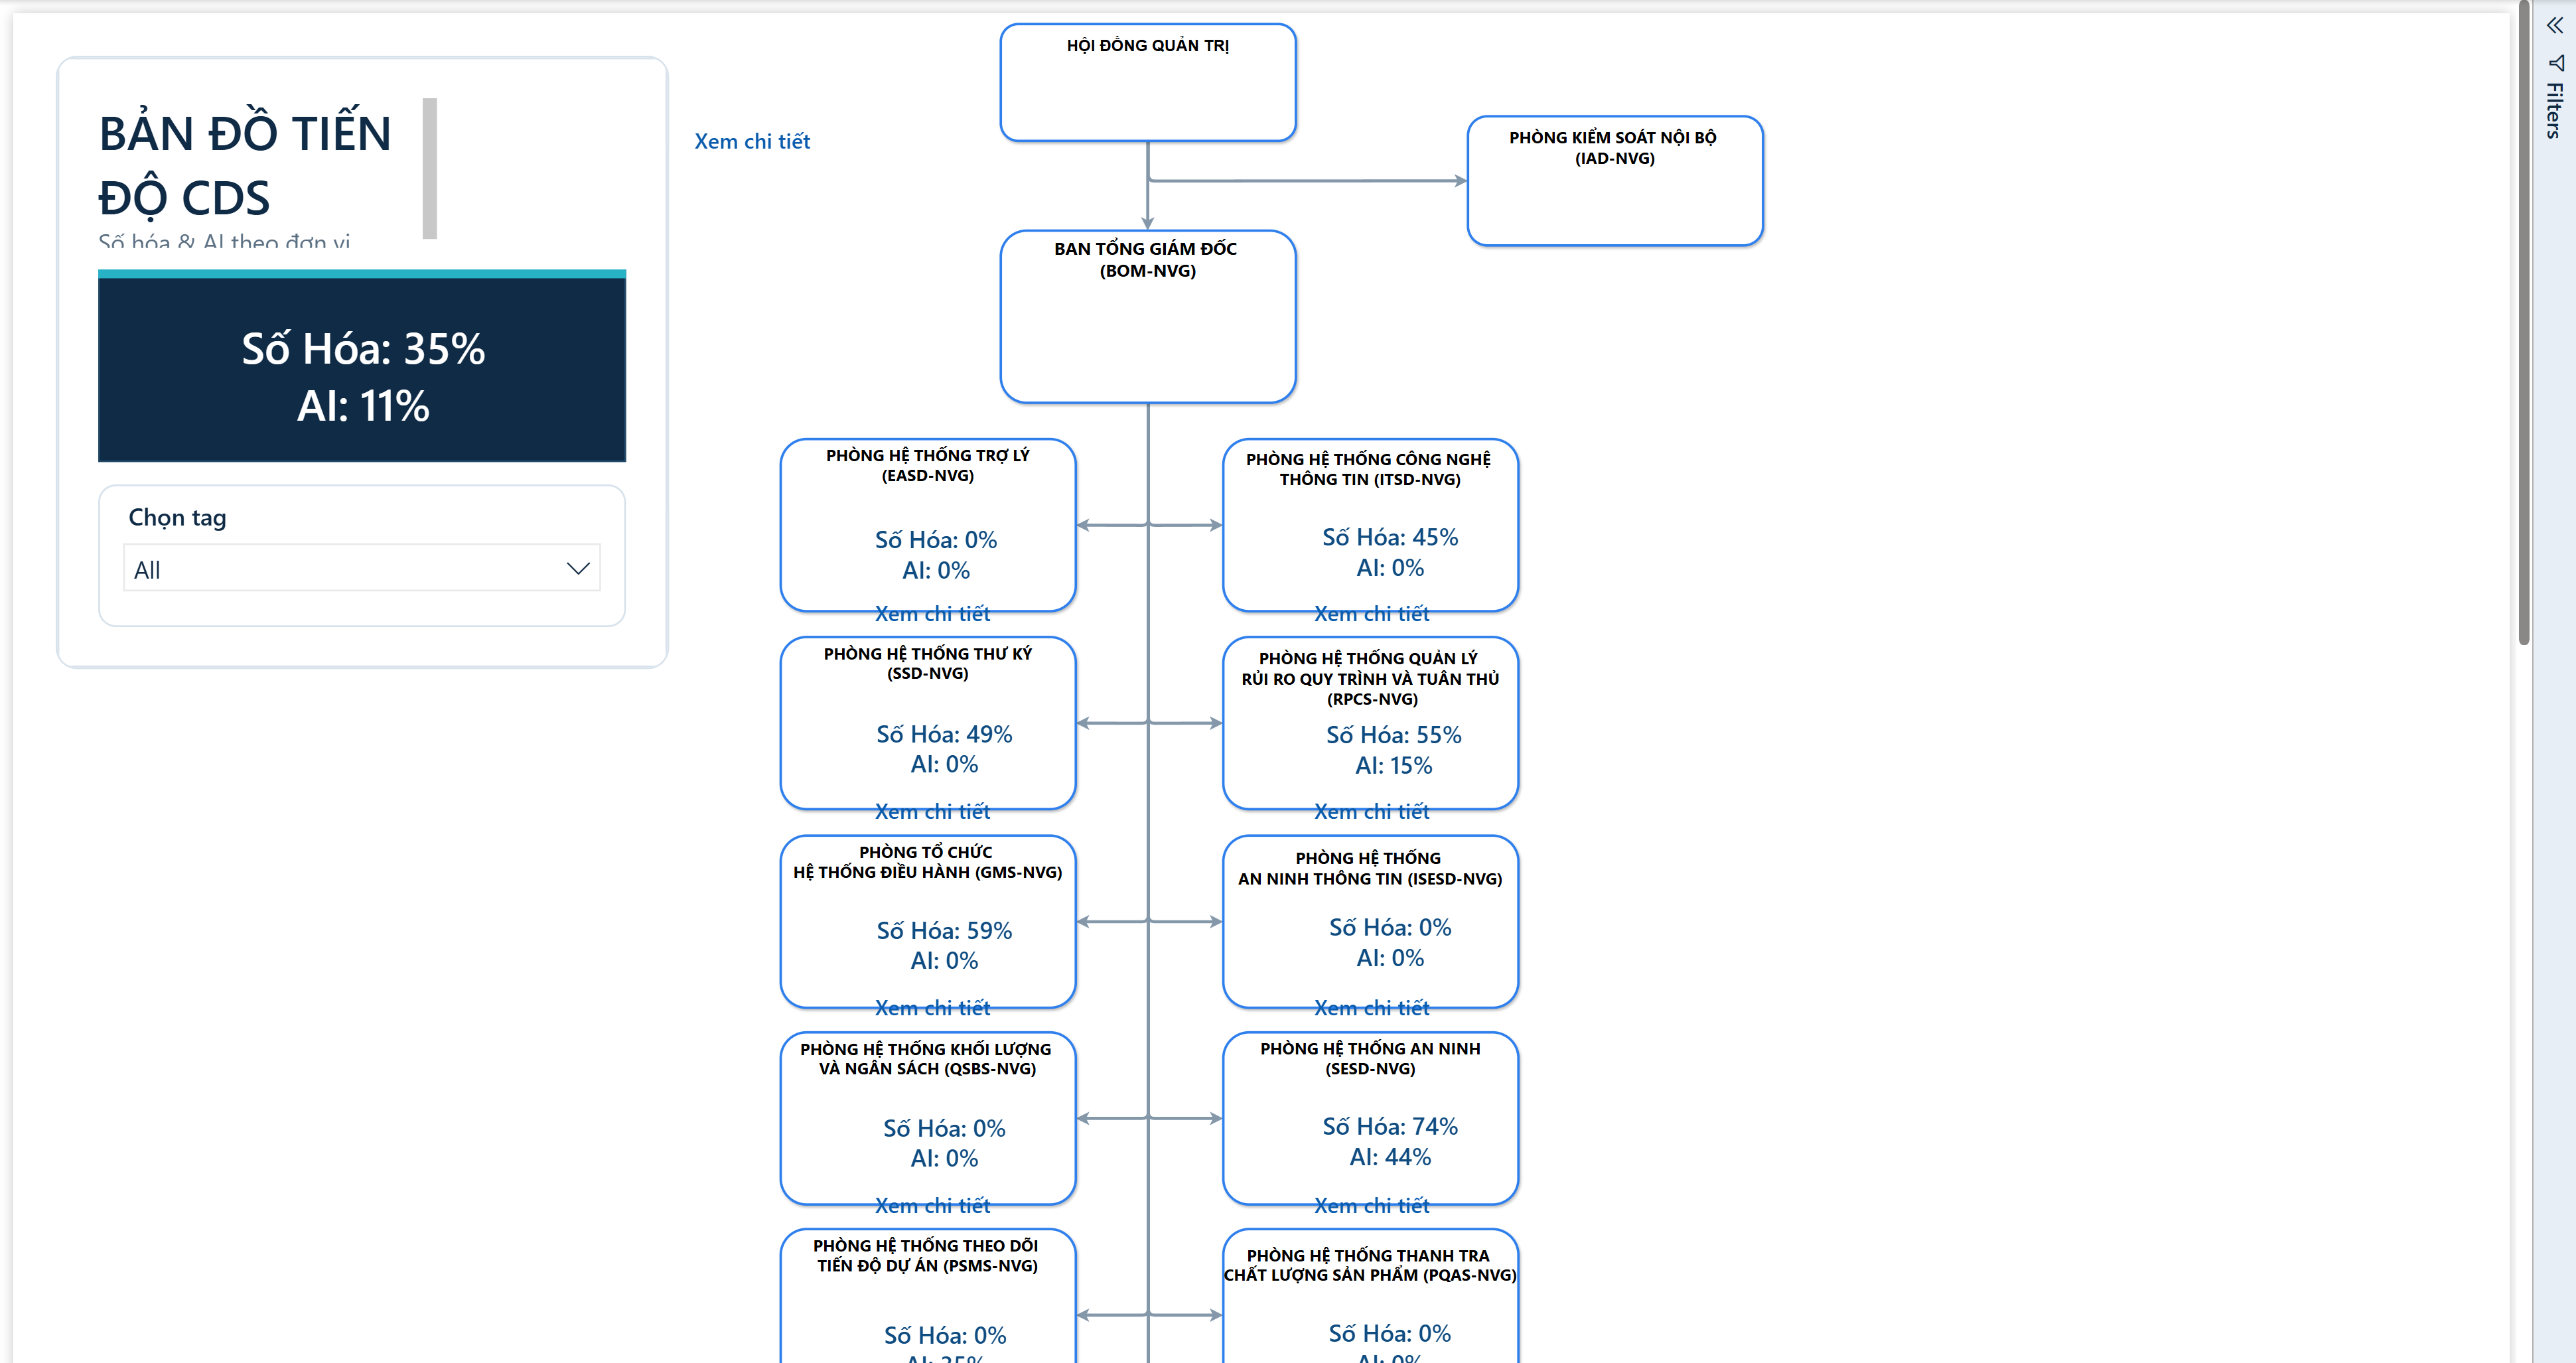 BẢN ĐỒ TIẾN
ĐỘ CDS
Số hóa & AI theo đơn vị
Số Hóa: 35%
AI: 11%
Chọn tag
All
Xem chi tiết
HỘI ĐỒNG QUẢN TRỊ
PHÒNG KIỂM SOÁT NỘI BỘ
(IAD-NVG)
BAN TỔNG GIÁM ĐỐC
(BOM-NVG)
PHÒNG HỆ THỐNG TRỢ LÝ
(EASD-NVG)
Số Hóa: 0%
AI: 0%
Xem chi tiết
PHÒNG HỆ THỐNG CÔNG NGHỆ
THÔNG TIN (ITSD-NVG)
Số Hóa: 45%
AI: 0%
Xem chi tiết
PHÒNG HỆ THỐNG THƯ KÝ
(SSD-NVG)
Số Hóa: 49%
AI: 0%
Xem chi tiết
PHÒNG HỆ THỐNG QUẢN LÝ
RỦI RO QUY TRÌNH VÀ TUÂN THỦ
(RPCS-NVG)
Số Hóa: 55%
AI: 15%
Xem chi tiết
PHÒNG TỔ CHỨC
HỆ THỐNG ĐIỀU HÀNH (GMS-NVG)
Số Hóa: 59%
AI: 0%
Xem chi tiết
PHÒNG HỆ THỐNG
AN NINH THÔNG TIN (ISESD-NVG)
Số Hóa: 0%
AI: 0%
Xem chi tiết
PHÒNG HỆ THỐNG KHỐI LƯỢNG
VÀ NGÂN SÁCH (QSBS-NVG)
Số Hóa: 0%
AI: 0%
Xem chi tiết
PHÒNG HỆ THỐNG AN NINH
(SESD-NVG)
Số Hóa: 74%
AI: 44%
Xem chi tiết
PHÒNG HỆ THỐNG THEO DÕI
TIẾN ĐỘ DỰ ÁN (PSMS-NVG)
Số Hóa: 0%
AI: 35%
PHÒNG HỆ THỐNG THANH TRA
CHẤT LƯỢNG SẢN PHẨM (PQAS-NVG)
Số Hóa: 0%
AI: 0%
Filters